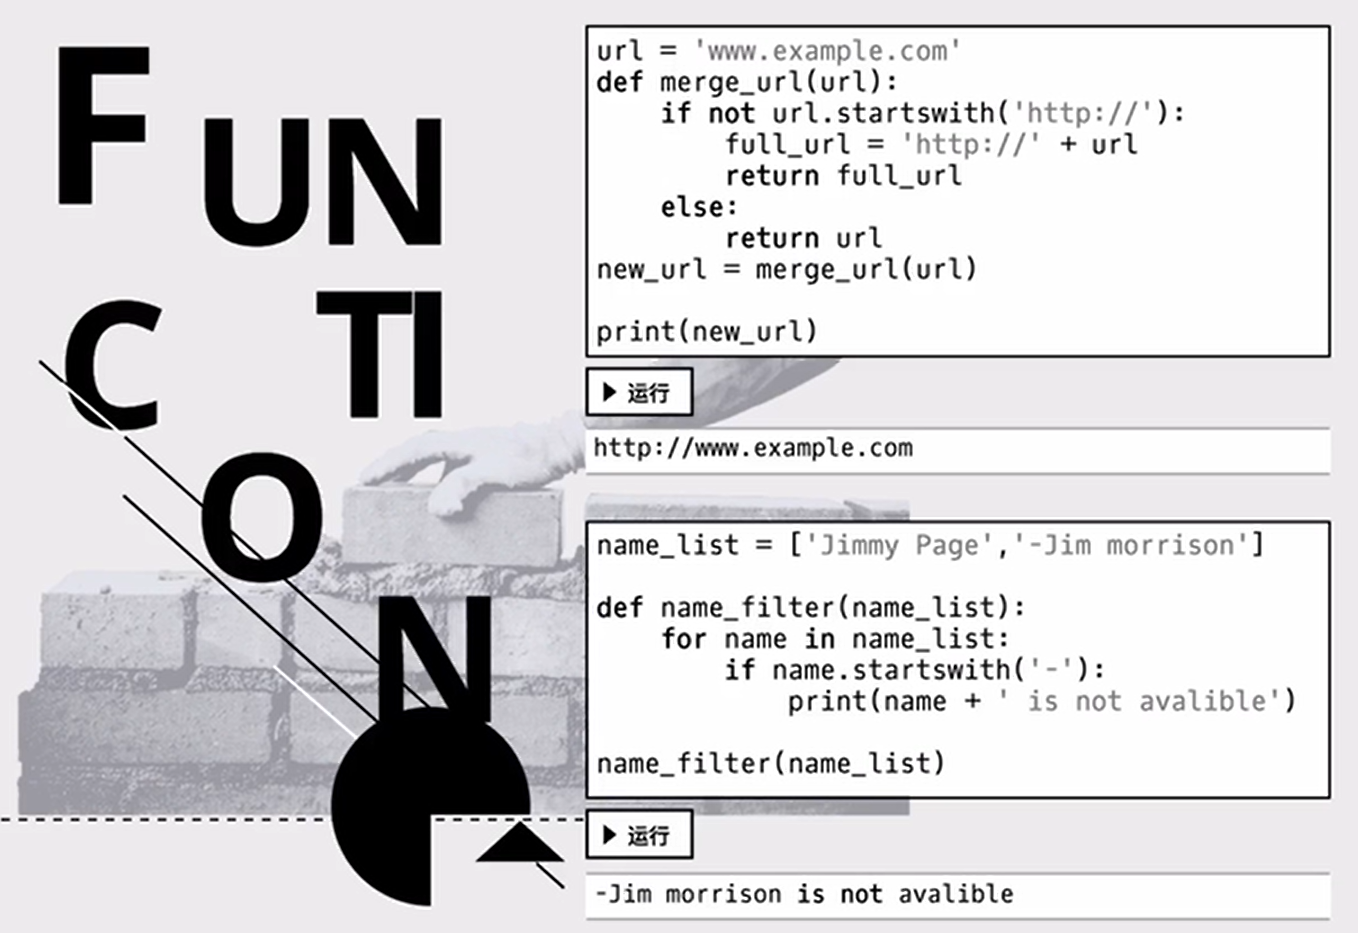 F
UN
C
TI
O
N
url = 'www.example.com'
def merge_url(url):
    if not url.startswith('http://'):
        full_url = 'http://' + url
        return full_url
    else:
        return url
new_url = merge_url(url)
print(new_url)
运行
http://www.example.com
name_list = ['Jimmy Page','-Jim morrison']
def name_filter(name_list):
    for name in name_list:
        if name.startswith('-'):
            print(name + ' is not avalible')
name_filter(name_list)
运行
-Jim morrison is not avalible